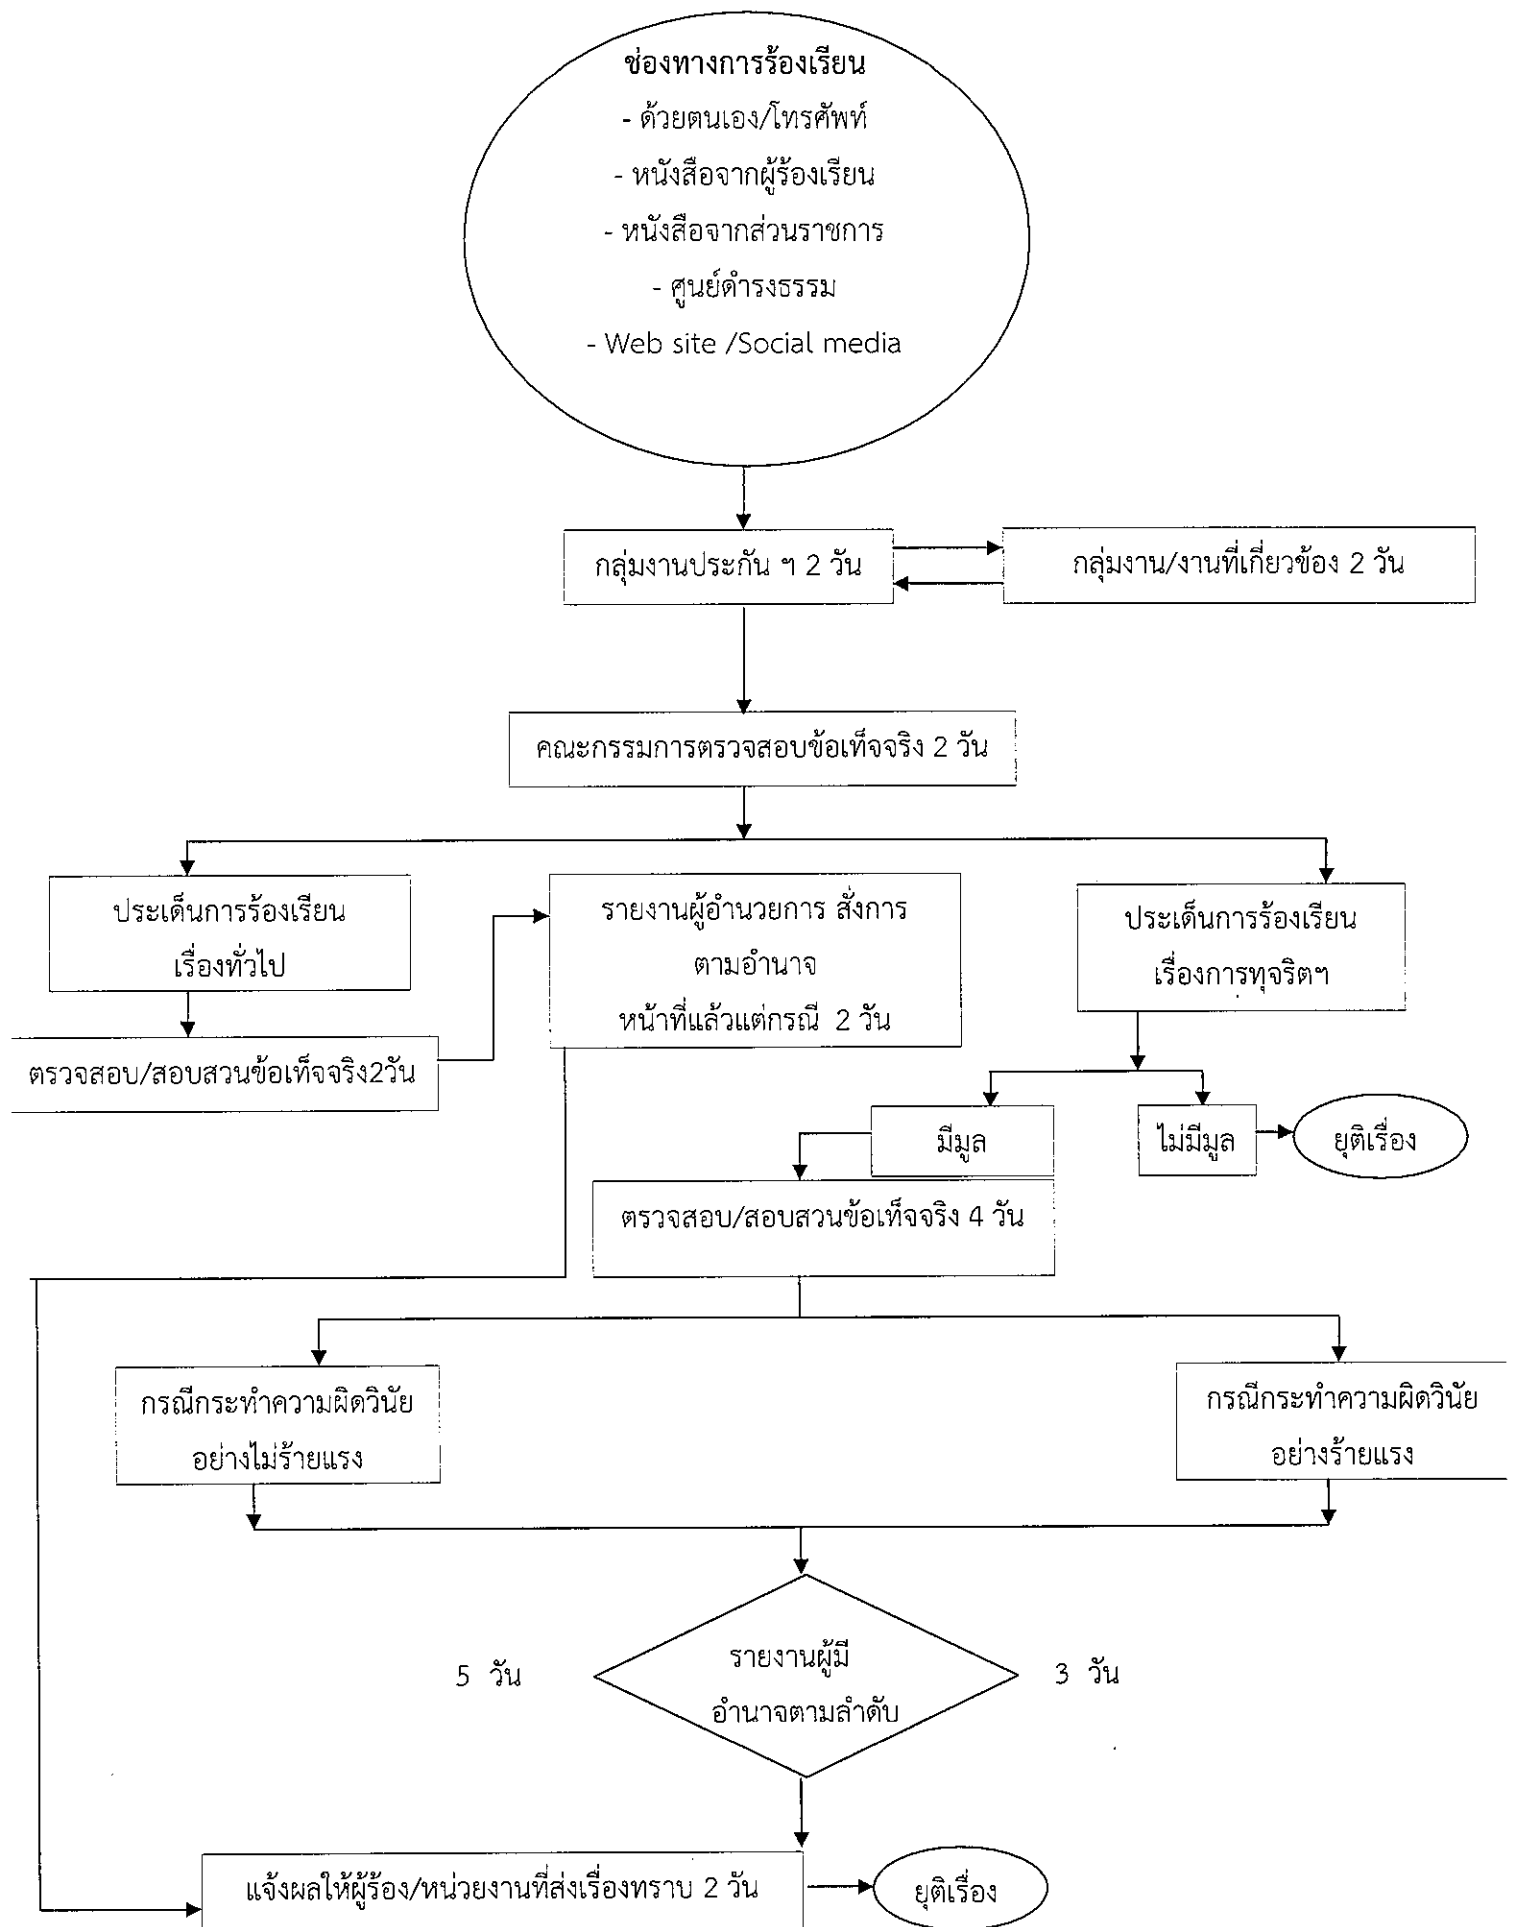 ช่องทางการร้องเรียน
- ด้วยตนเอง/โทรศัพท์
- หนังสือจากผู้ร้องเรียน
- หนังสือจากส่วนราชการ
- ศูนย์ดำรงธรรม
- Web site /Social media
กลุ่มงานประกัน ฯ 2 วัน
กลุ่มงาน/งานที่เกี่ยวข้อง 2 วัน
คณะกรรมการตรวจสอบข้อเท็จจริง 2 วัน
ประเด็นการร้องเรียน
เรื่องทั่วไป
รายงานผู้อำนวยการ สั่งการ
ตามอำนาจ
หน้าที่แล้วแต่กรณี 2 วัน
ประเด็นการร้องเรียน
เรื่องการทุจริตฯ
ตรวจสอบ/สอบสวนข้อเท็จจริง2วัน
มีมูล
ไม่มีมูล
ยุติเรื่อง
ตรวจสอบ/สอบสวนข้อเท็จจริง 4 วัน
กรณีกระทำความผิดวินัย
อย่างไม่ร้ายแรง
กรณีกระทำความผิดวินัย
อย่างร้ายแรง
5 วัน
รายงานผู้มี
อำนาจตามลำดับ
3 วัน
แจ้งผลให้ผู้ร้อง/หน่วยงานที่ส่งเรื่องทราบ 2 วัน
ยุติเรื่อง